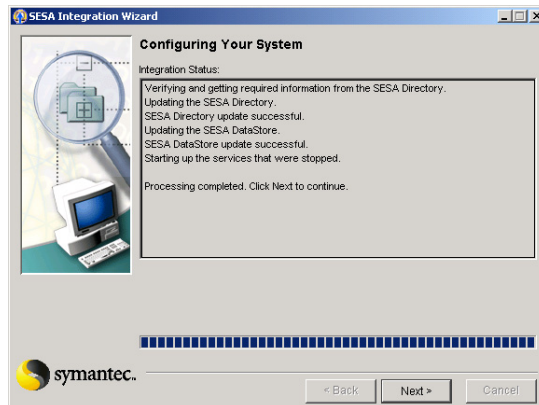 SESA Integration Wizard
Configuring Your System
Integration Status:
Verifying and getting required information from the SESA Directory.
Updating the SESA Directory.
SESA Directory update successful.
Updating the SESA DataStore.
SESA DataStore update successful.
Starting up the services that were stopped.
Processing completed. Click Next to continue.
symantec™
< Back
Next >
Cancel